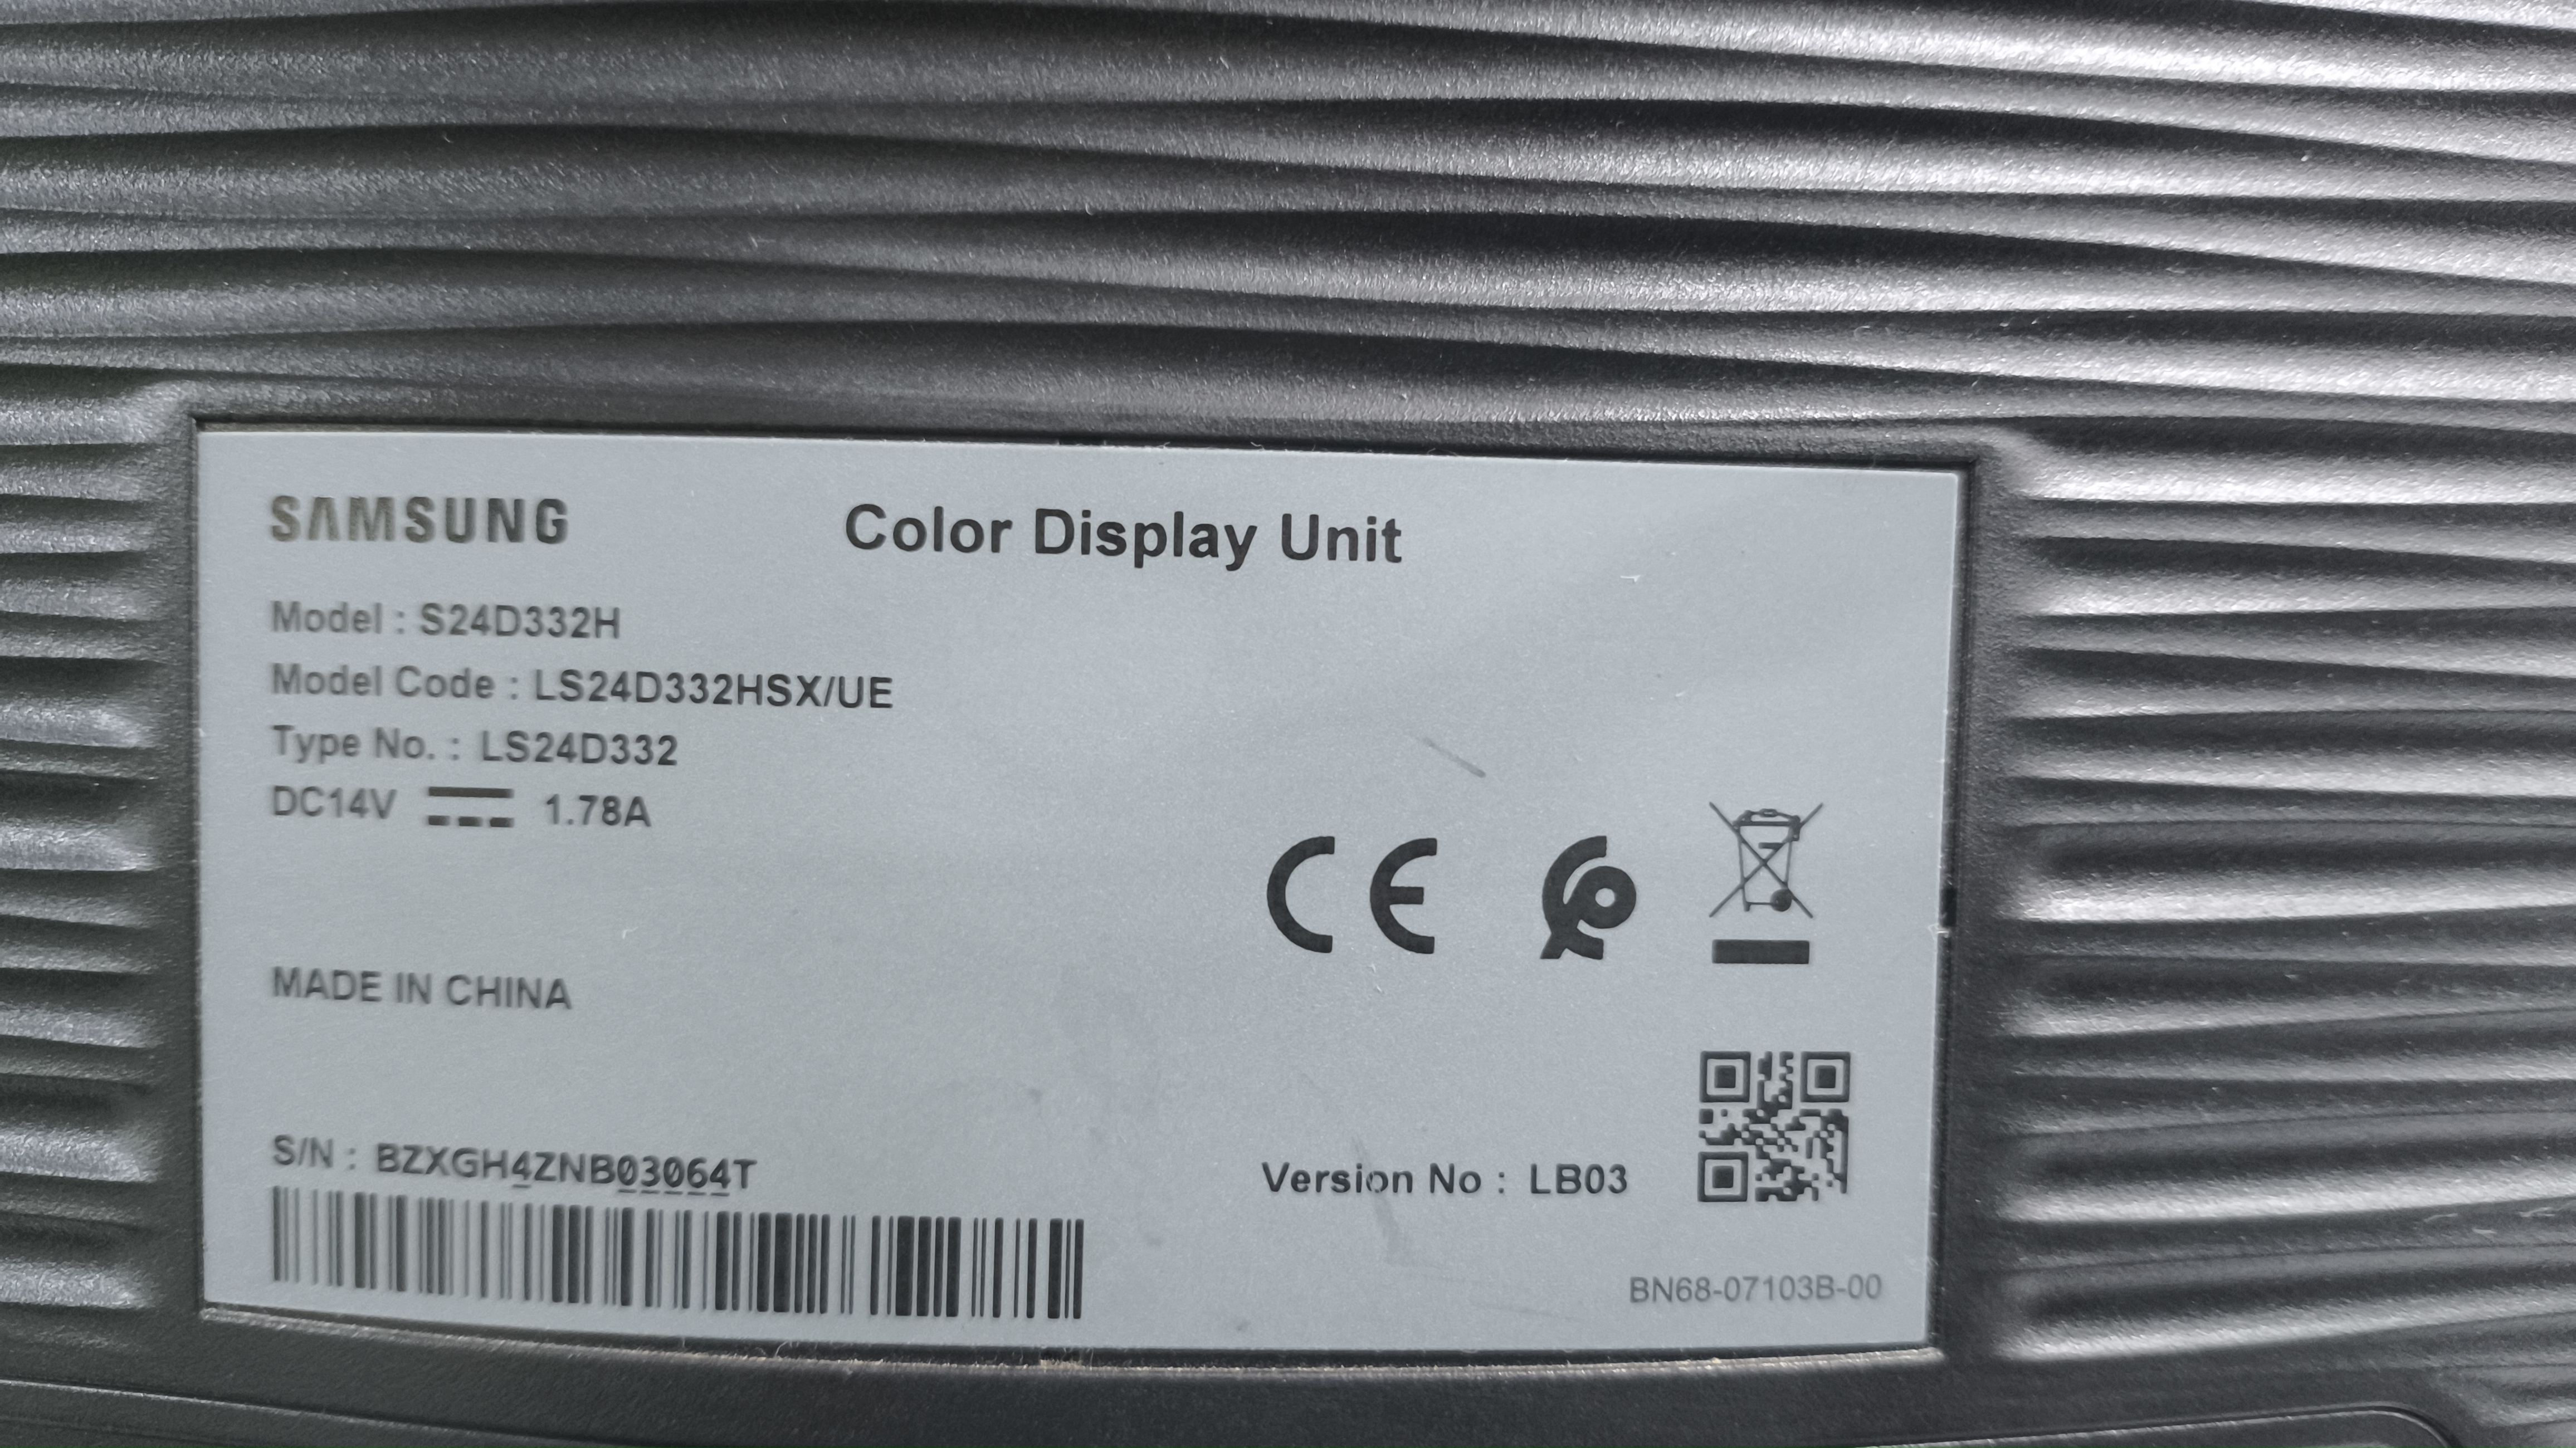 SAMSUNG
Color Display Unit
Model : S24D332H
Model Code : LS24D332HSX/UE
Type No. : LS24D332
DC14V ⎓ 1.78A
CE
MADE IN CHINA
S/N : BZXGH4ZNB03064T
Version No : LB03
BN68-07103B-00